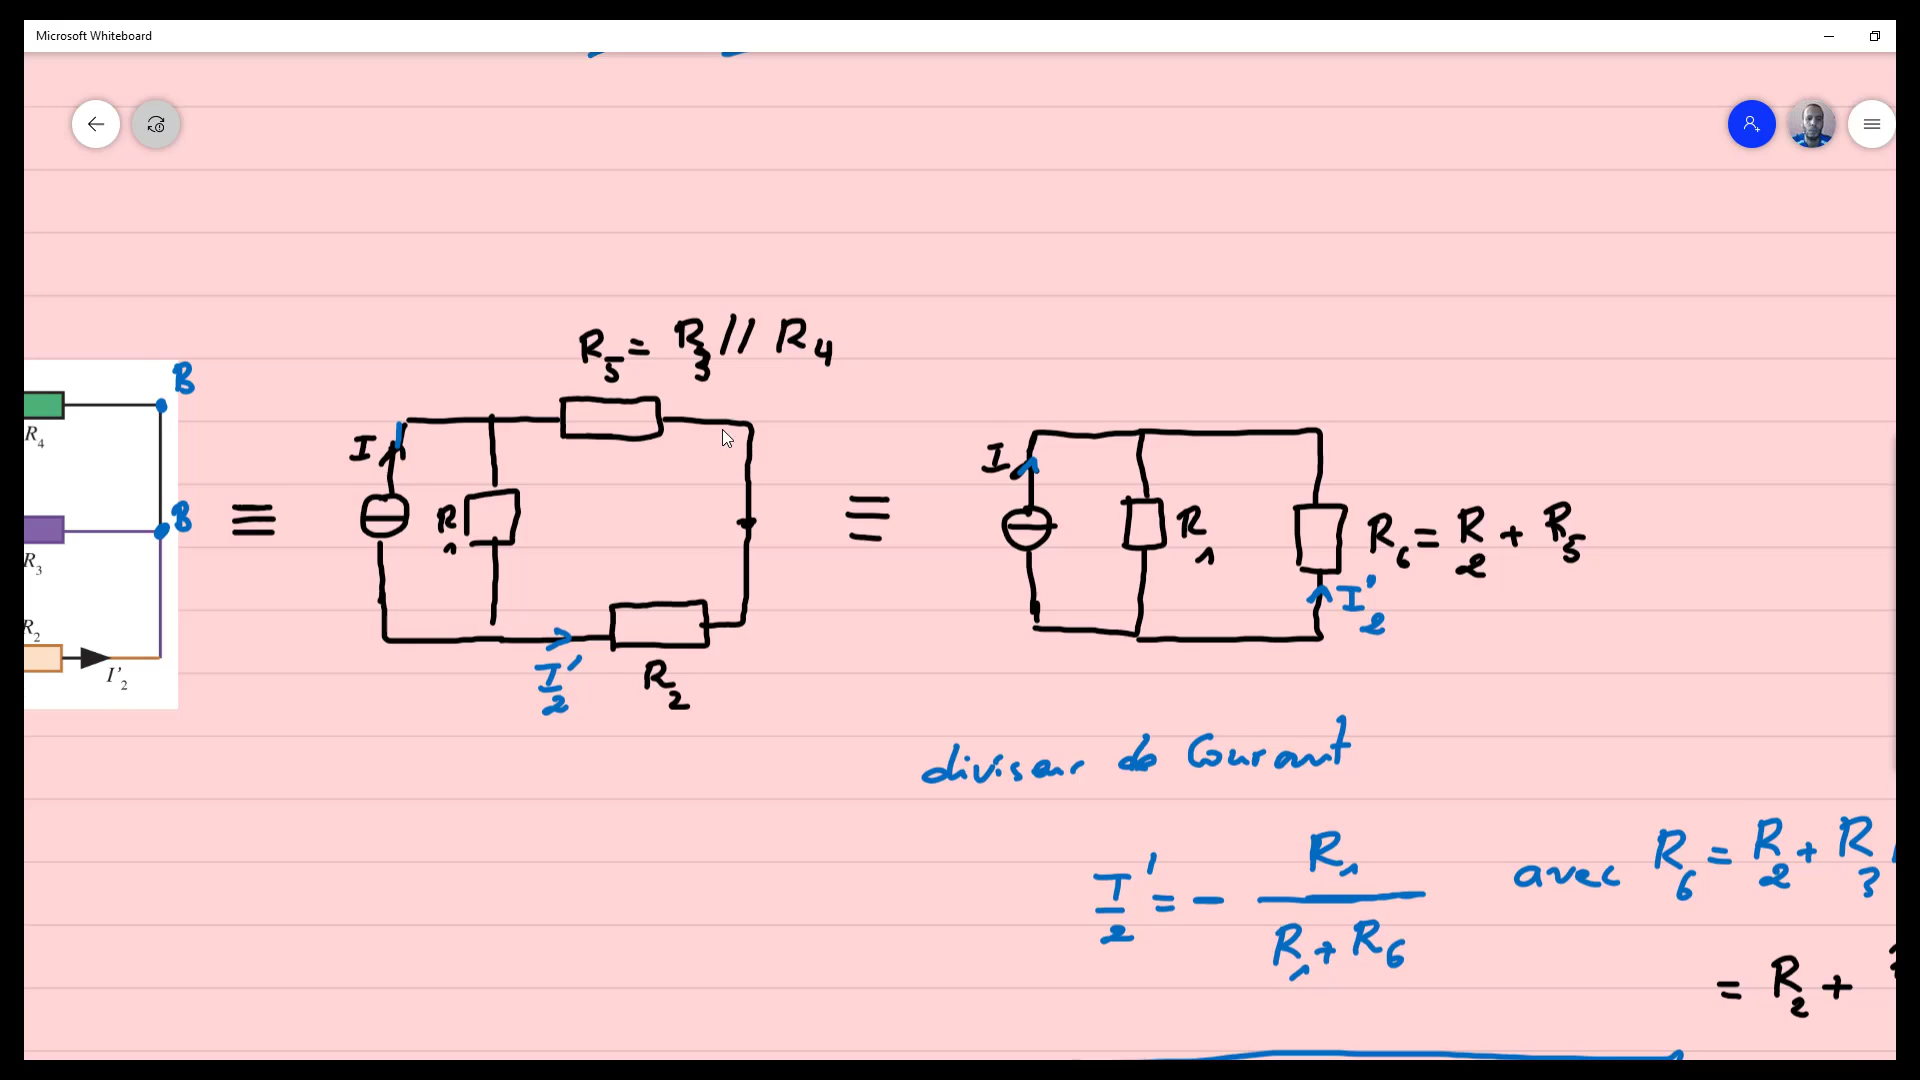 Microsoft Whiteboard
R5 = R3 // R4
B
I
I
R4
B
R1
R1
R6 = R2 + R5
R3
I'2
R2
I'2
I'2
R2
diviseur de Courant
I'2 = - R1 / R1 + R6
avec R6 = R2 + R3
= R2 +